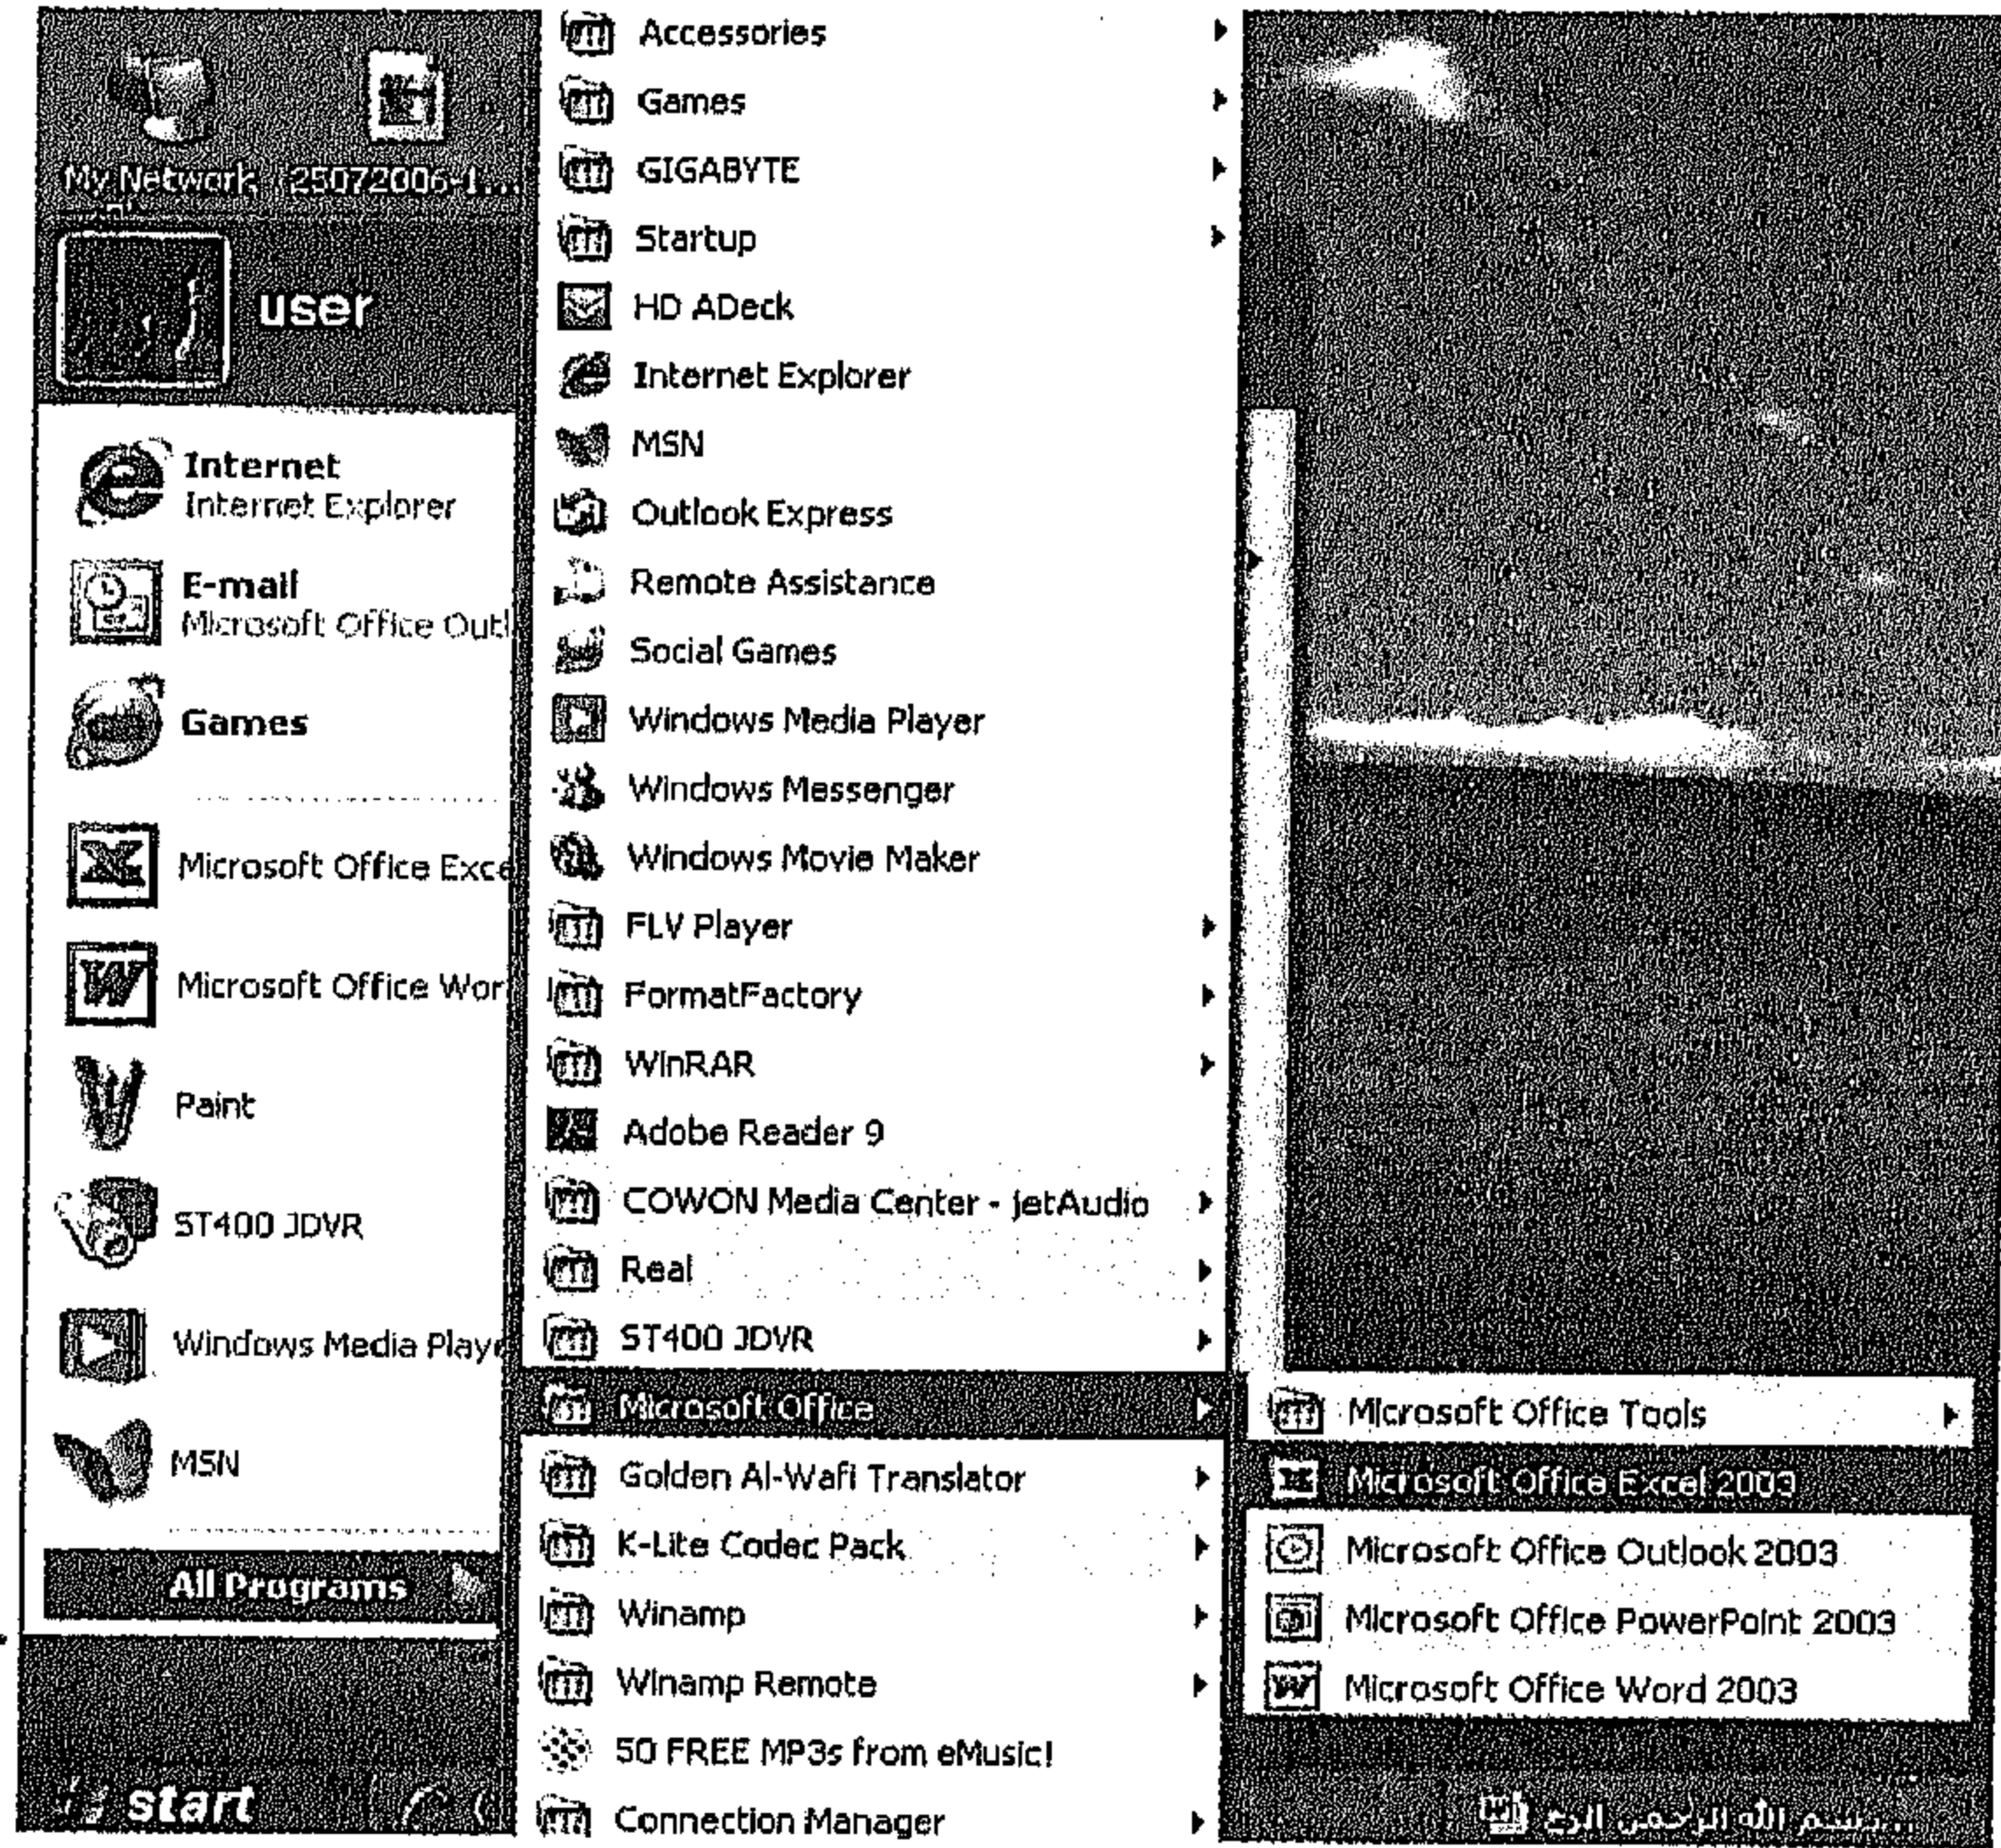 My Network
25072006-1...
user
Internet
Internet Explorer
E-mail
Microsoft Office Outl
Games
Microsoft Office Exce
Microsoft Office Wor
Paint
ST400 JDVR
Windows Media Playe
MSN
All Programs
start
Accessories
Games
GIGABYTE
Startup
HD ADeck
Internet Explorer
MSN
Outlook Express
Remote Assistance
Social Games
Windows Media Player
Windows Messenger
Windows Movie Maker
FLV Player
FormatFactory
WinRAR
Adobe Reader 9
COWON Media Center - jetAudio
Real
ST400 JDVR
Microsoft Office
Golden Al-Wafi Translator
K-Lite Codec Pack
Winamp
Winamp Remote
50 FREE MP3s from eMusic!
Connection Manager
Microsoft Office Tools
Microsoft Office Excel 2003
Microsoft Office Outlook 2003
Microsoft Office PowerPoint 2003
Microsoft Office Word 2003
بسم الله الرحمن الرح...